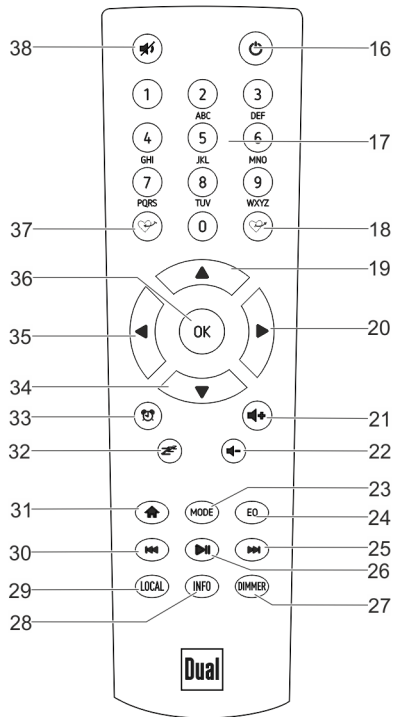 38 16
1 2 3
ABC DEF
4 5 6 17
GHI JKL MNO
7 8 9
PQRS TUV WXYZ
37 0 18
36 19
35 OK 20
34
33 21
32 22
23
31 MODE EQ 24
30 25
26
29 LOCAL INFO DIMMER 27
28
Dual